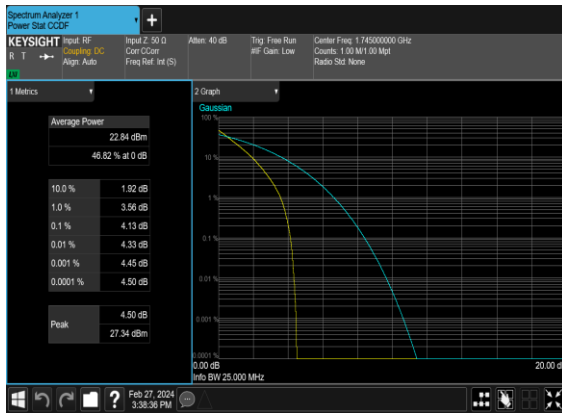 Spectrum Analyzer 1
Power Stat CCDF
+
KEYSIGHT
R T
Input: RF
Coupling: DC
Align: Auto
Input Z: 50 Ω
Corr CCorr
Freq Ref: Int (S)
Atten: 40 dB
Trig: Free Run
#IF Gain: Low
Center Freq: 1.745000000 GHz
Counts: 1.00 M/1.00 Mpt
Radio Std: None
1 Metrics
Average Power
22.84 dBm
46.82 % at 0 dB
10.0 % 1.92 dB
1.0 % 3.56 dB
0.1 % 4.13 dB
0.01 % 4.33 dB
0.001 % 4.45 dB
0.0001 % 4.50 dB
Peak
4.50 dB
27.34 dBm
2 Graph
Gaussian
100 %
10 %
1 %
0.1 %
0.01 %
0.001 %
0.0001 %
0.00 dB
20.00 dB
Info BW 25.000 MHz
?
Feb 27, 2024
3:38:36 PM